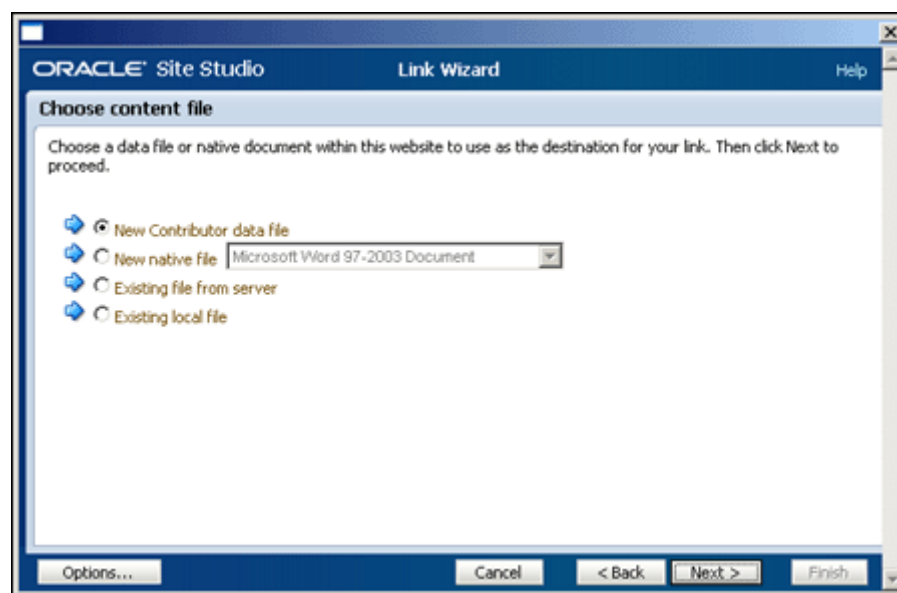 ORACLE Site Studio Link Wizard Help
Choose content file
Choose a data file or native document within this website to use as the destination for your link. Then click Next to
proceed.
New Contributor data file
New native file Microsoft Word 97-2003 Document
Existing file from server
Existing local file
Options... Cancel < Back Next > Finish